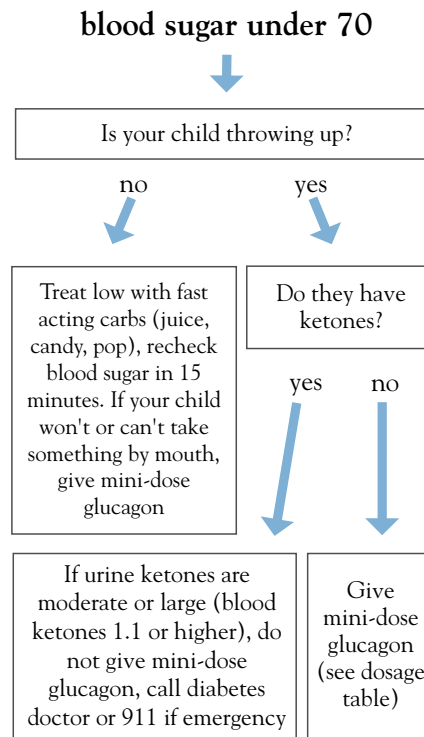 blood sugar under 70
Is your child throwing up?
no
yes
Treat low with fast
acting carbs (juice,
candy, pop), recheck
blood sugar in 15
minutes. If your child
won't or can't take
something by mouth,
give mini-dose
glucagon
Do they have
ketones?
yes
no
If urine ketones are
moderate or large (blood
ketones 1.1 or higher), do
not give mini-dose
glucagon, call diabetes
doctor or 911 if emergency
Give
mini-dose
glucagon
(see dosage
table)